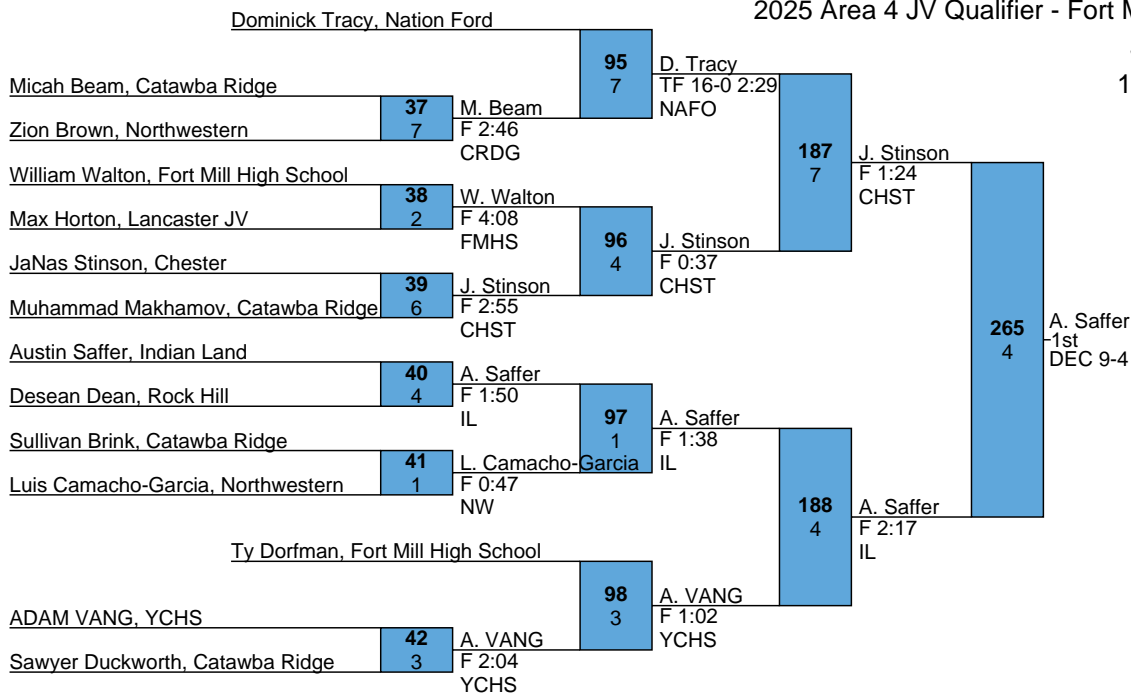 2025 Area 4 JV Qualifier - Fort
1
Dominick Tracy, Nation Ford
95
7
D. Tracy
TF 16-0 2:29
NAFO
Micah Beam, Catawba Ridge
37
7
M. Beam
F 2:46
CRDG
Zion Brown, Northwestern
187
7
J. Stinson
F 1:24
CHST
William Walton, Fort Mill High School
38
2
W. Walton
F 4:08
FMHS
Max Horton, Lancaster JV
96
4
J. Stinson
F 0:37
CHST
JaNas Stinson, Chester
39
6
J. Stinson
F 2:55
CHST
Muhammad Makhamov, Catawba Ridge
265
4
A. Saffer
1st
DEC 9-4
Austin Saffer, Indian Land
40
4
A. Saffer
F 1:50
IL
Desean Dean, Rock Hill
97
1
A. Saffer
F 1:38
IL
Sullivan Brink, Catawba Ridge
41
1
L. Camacho-Garcia
F 0:47
NW
Luis Camacho-Garcia, Northwestern
188
4
A. Saffer
F 2:17
IL
Ty Dorfman, Fort Mill High School
98
3
A. VANG
F 1:02
YCHS
ADAM VANG, YCHS
42
3
A. VANG
F 2:04
YCHS
Sawyer Duckworth, Catawba Ridge